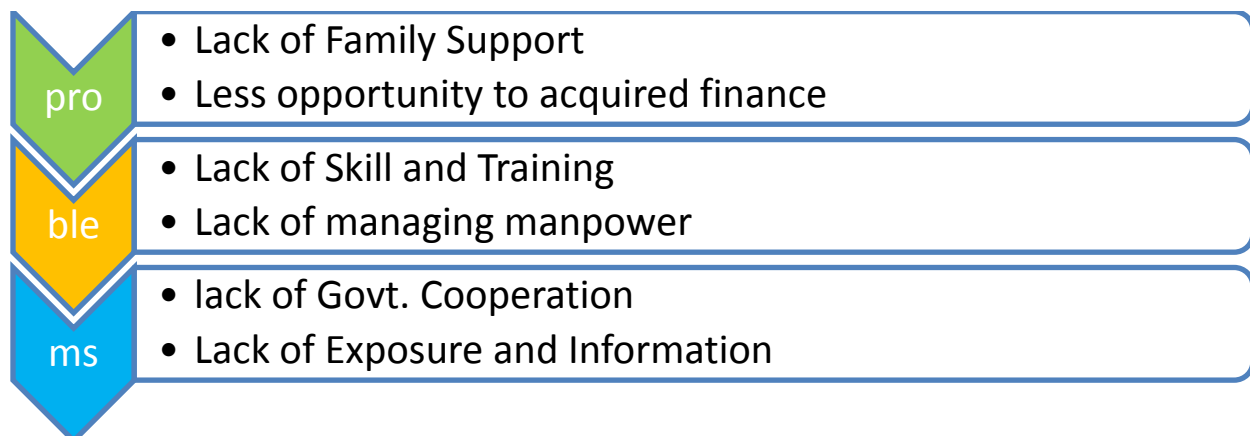 pro
• Lack of Family Support
• Less opportunity to acquired finance
ble
• Lack of Skill and Training
• Lack of managing manpower
ms
• lack of Govt. Cooperation
• Lack of Exposure and Information